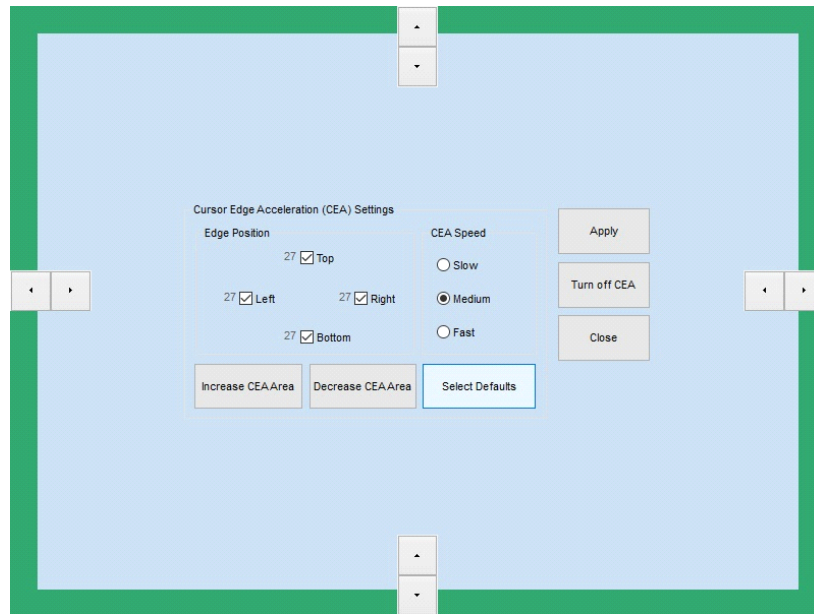 Cursor Edge Acceleration (CEA) Settings
Edge Position
27 Top
27 Left
27 Right
27 Bottom
CEA Speed
Slow
Medium
Fast
Increase CEA Area
Decrease CEA Area
Select Defaults
Apply
Turn off CEA
Close